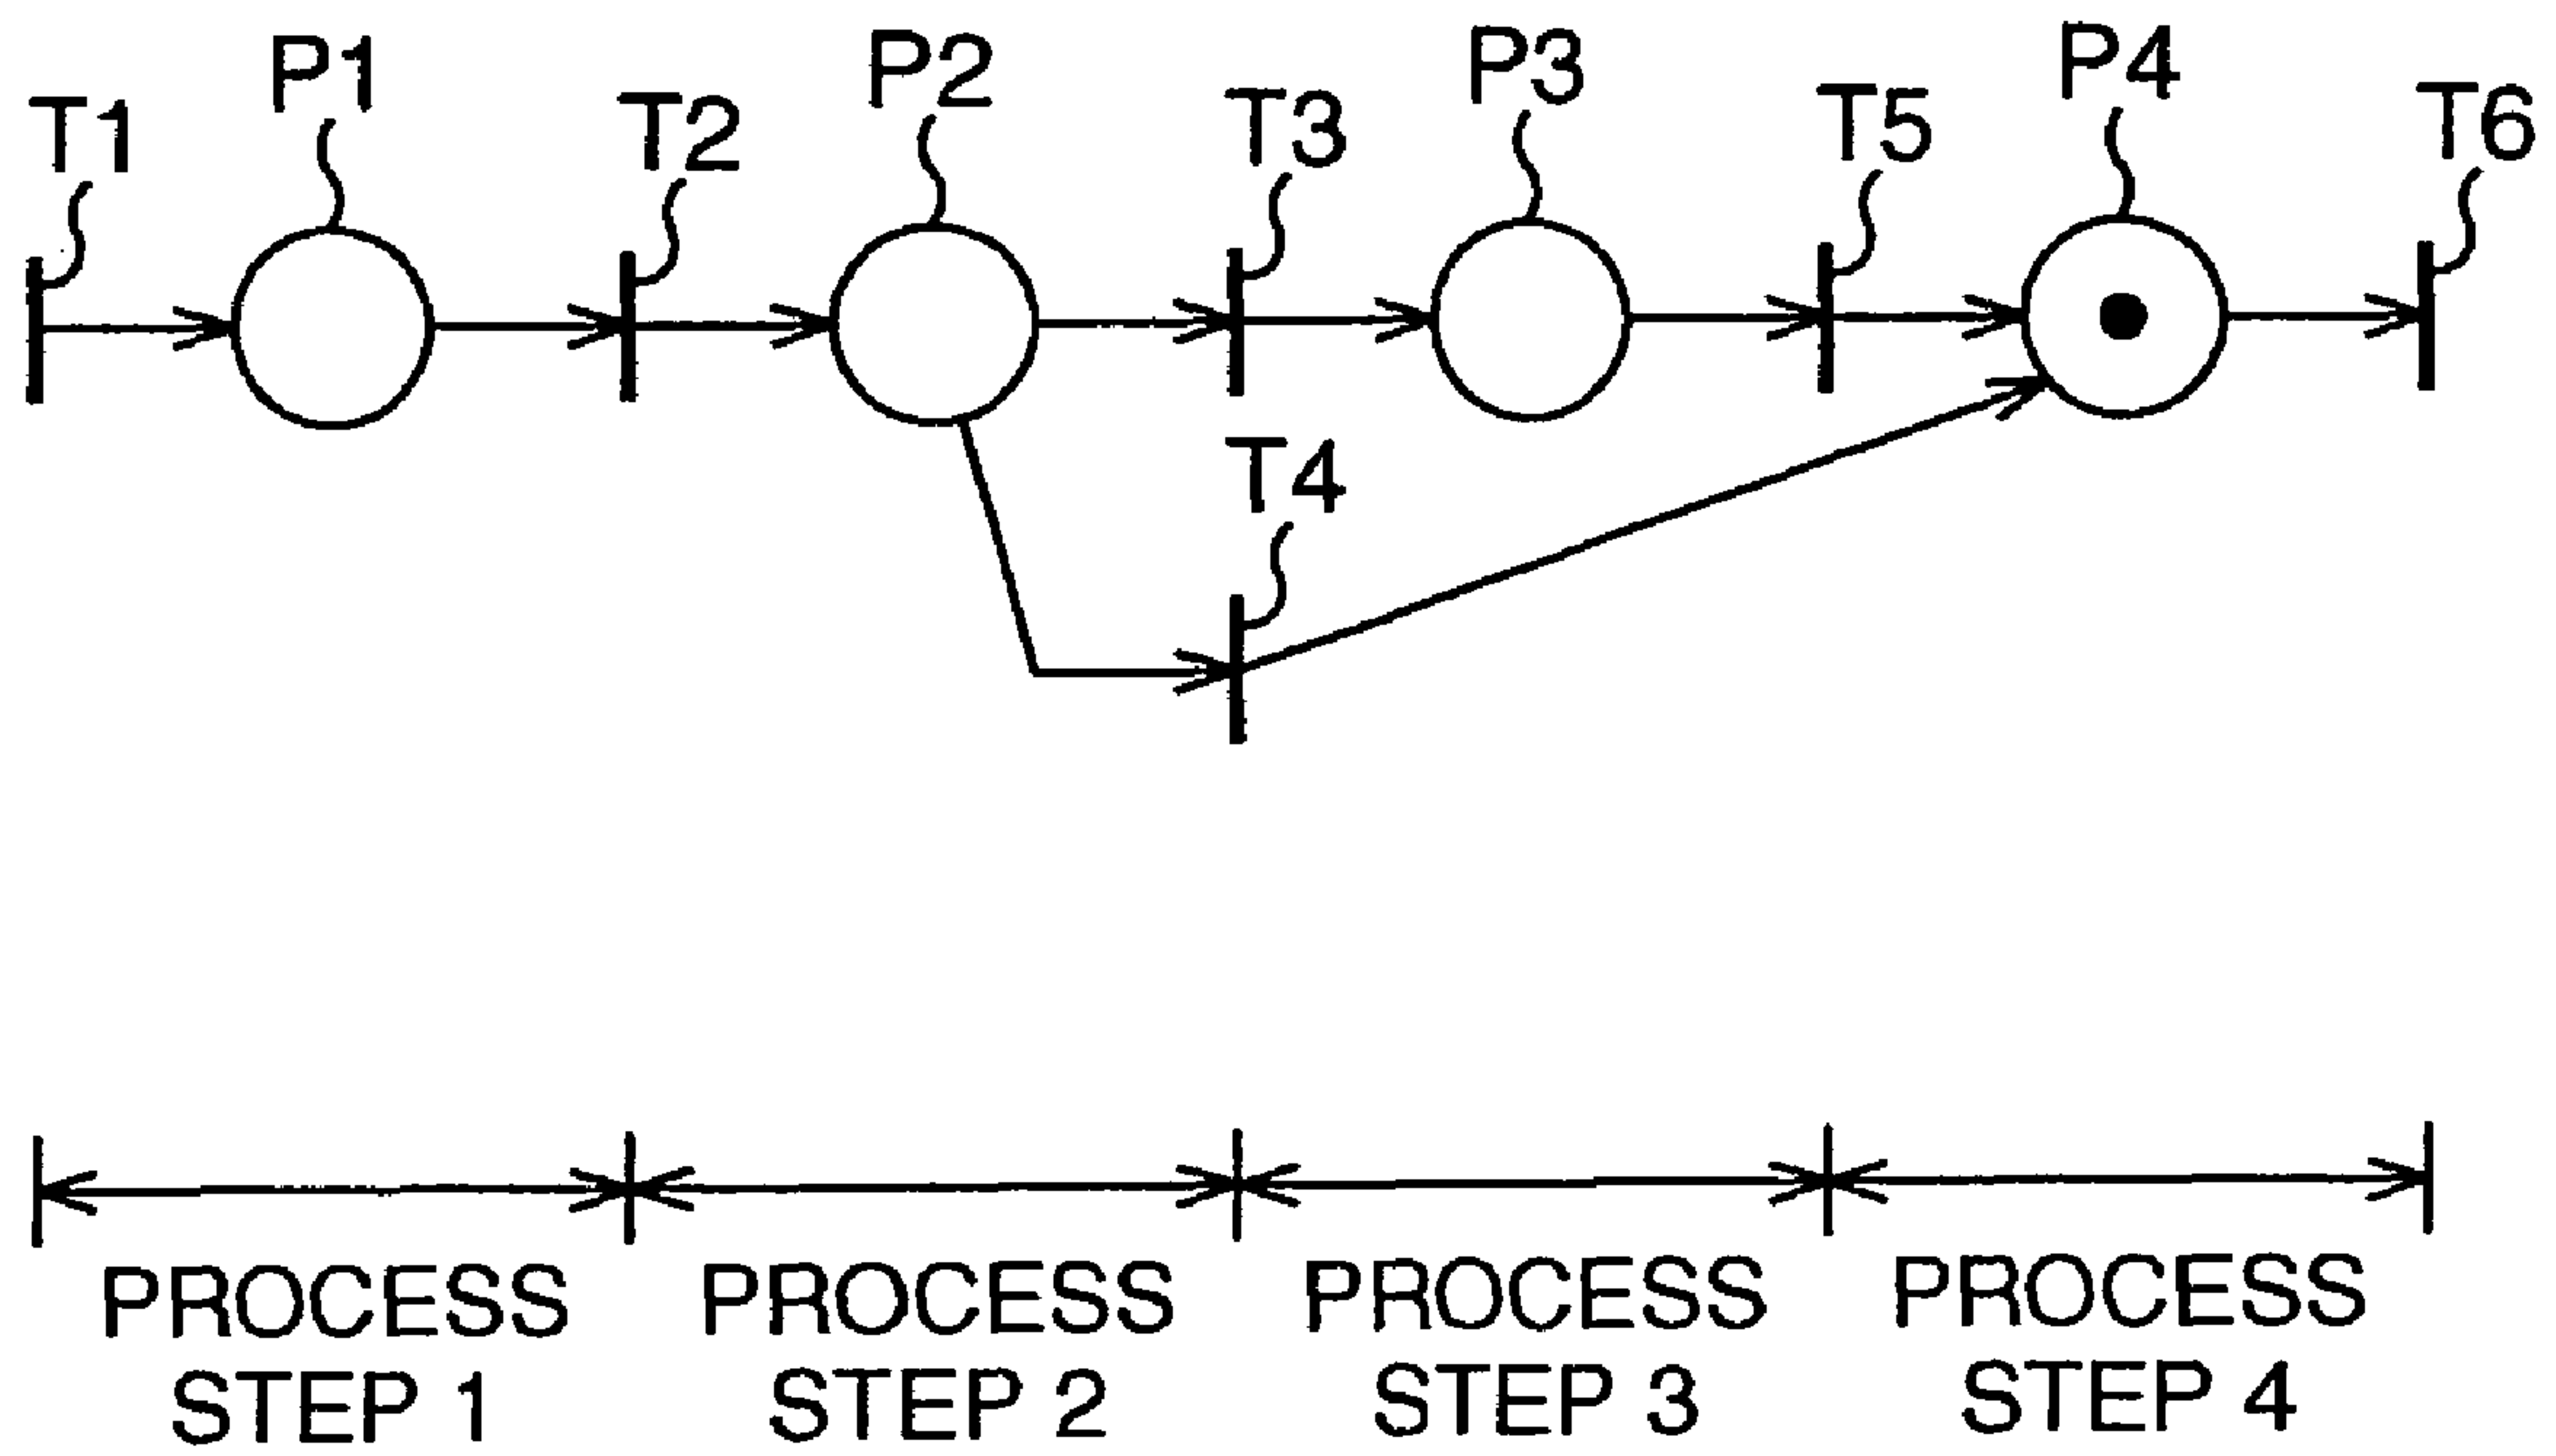 P1
P2
P3
P4
T1
T2
T3
T5
T6
T4
PROCESS
STEP 1
PROCESS
STEP 2
PROCESS
STEP 3
PROCESS
STEP 4